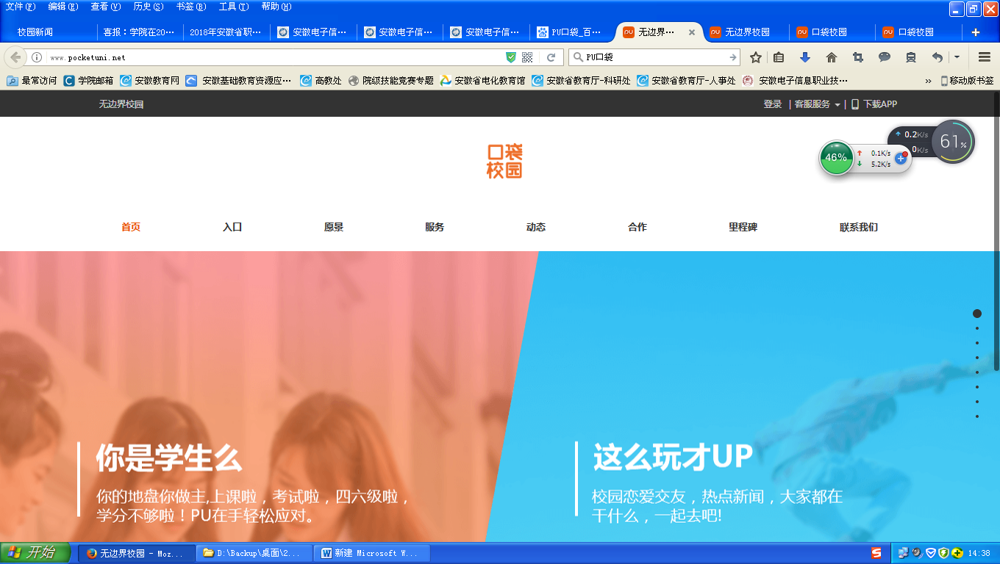 文件(F) 编辑(E) 查看(V) 历史(S) 书签(B) 工具(T) 帮助(H)
校园新闻 喜报：学院在20… 2018年安徽省职… 安徽电子信… 安徽电子信… 安徽电子信… PU口袋_百… 无边界… 无边界校园 口袋校园 口袋校园
www.pocketuni.net PU口袋
最常访问 学院邮箱 安徽教育网 安徽基础教育资源应… 高教处 院级技能竞赛专题 安徽省电化教育馆 安徽省教育厅-科研处 安徽省教育厅-人事处 安徽电子信息职业技… » 移动版书签
无边界校园 登录 | 客服服务 | 下载APP
0.2K/s
0K/s
61%
46%
0.1K/s
5.2K/s
口袋
校园
首页 入口 愿景 服务 动态 合作 里程碑 联系我们
你是学生么
你的地盘你做主,上课啦，考试啦，四六级啦，
学分不够啦！PU在手轻松应对。
这么玩才UP
校园恋爱交友，热点新闻，大家都在
干什么，一起去吧!
开始 无边界校园 - Moz... D:\Backup\桌面\2... 新建 Microsoft W... 14:38